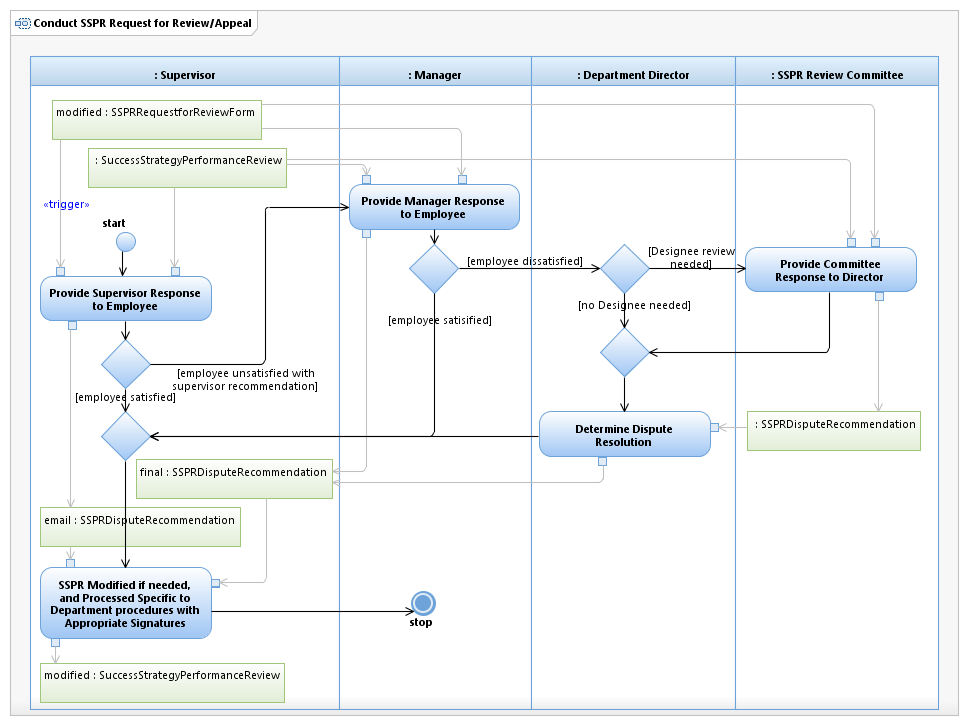 Conduct SSPR Request for Review/Appeal
: Supervisor
: Manager
: Department Director
: SSPR Review Committee
modified : SSPRRequestforReviewForm
: SuccessStrategyPerformanceReview
«trigger»
start
Provide Supervisor Response
to Employee
Provide Manager Response
to Employee
[employee dissatisfied]
[Designee review
needed]
Provide Committee
Response to Director
[no Designee needed]
[employee satisified]
[employee unsatisfied with
supervisor recommendation]
[employee satisfied]
Determine Dispute
Resolution
: SSPRDisputeRecommendation
final : SSPRDisputeRecommendation
email : SSPRDisputeRecommendation
SSPR Modified if needed,
and Processed Specific to
Department procedures with
Appropriate Signatures
stop
modified : SuccessStrategyPerformanceReview